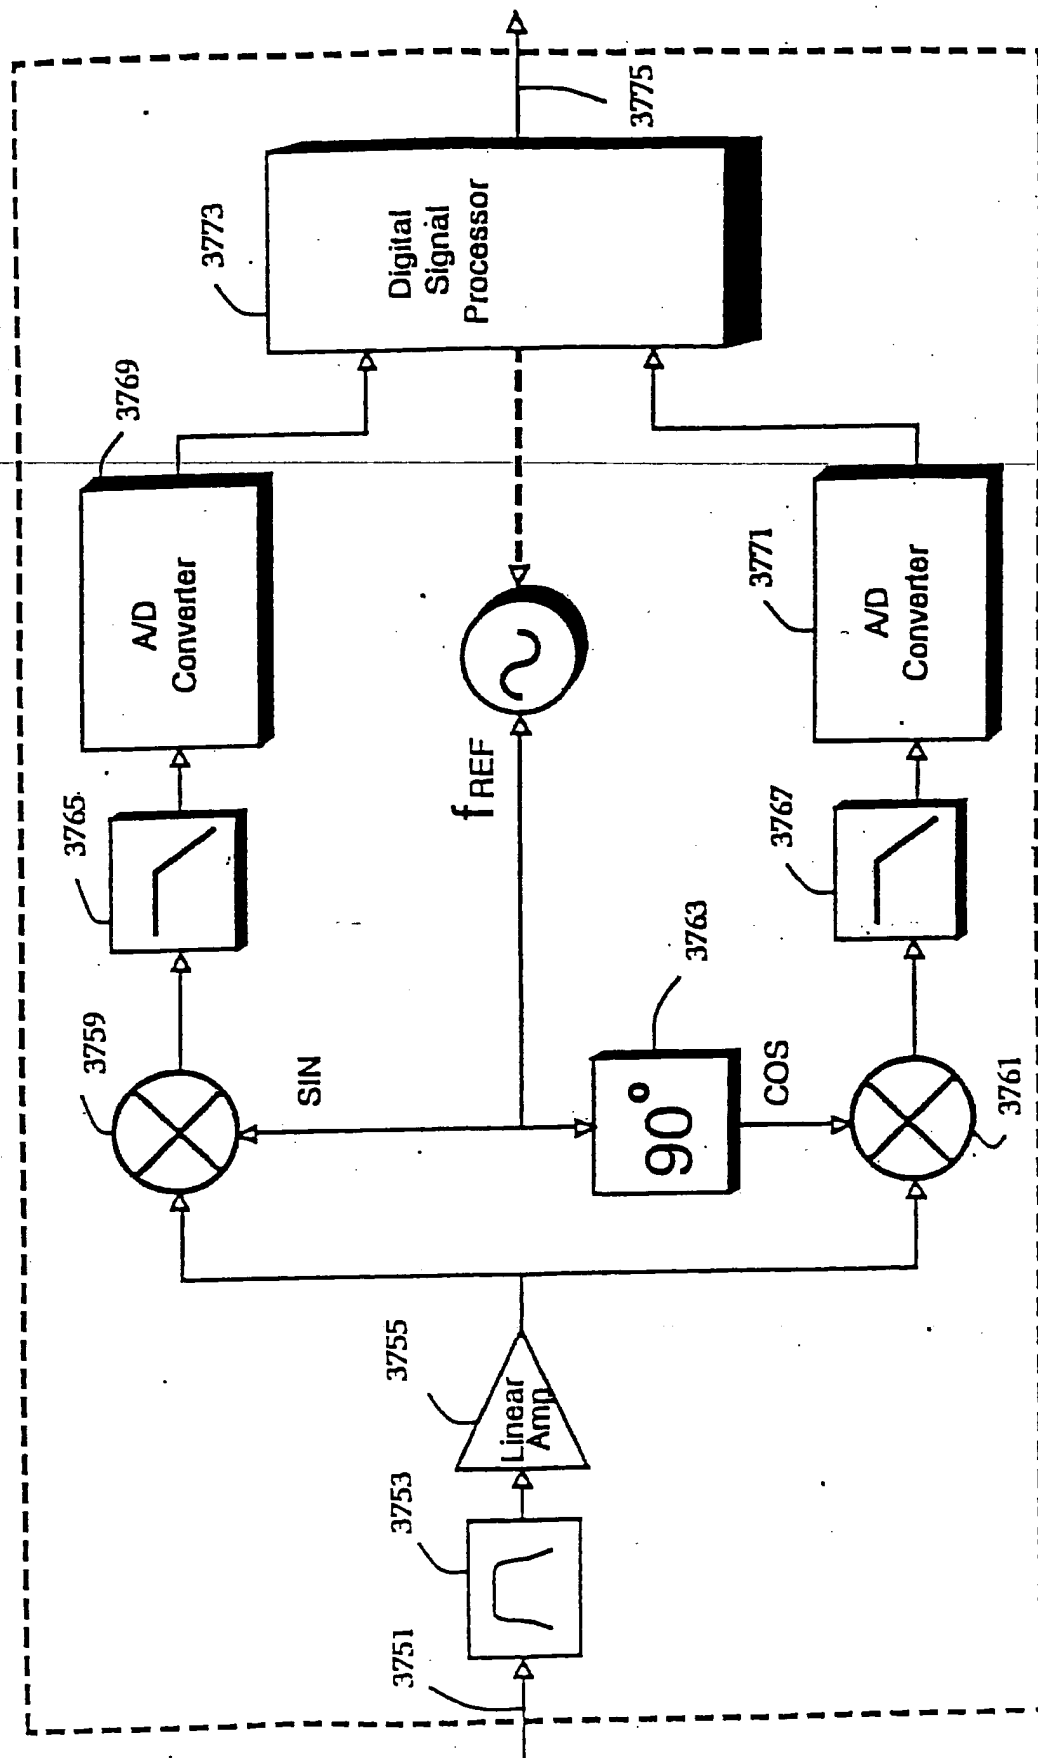 3751
3753
Linear
Amp
3755
3759
SIN
90°
3763
COS
3761
3765
fREF
3767
3769
A/D
Converter
3771
A/D
Converter
3773
Digital
Signal
Processor
3775